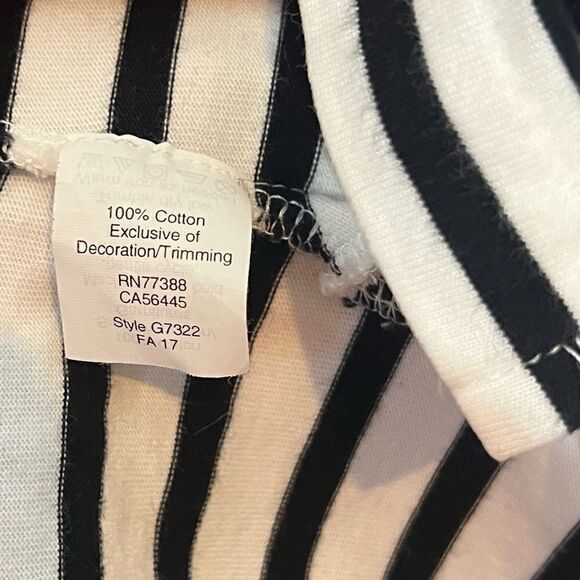 100% Cotton
Exclusive of
Decoration/Trimming
RN77388
CA56445
Style G7322
FA 17